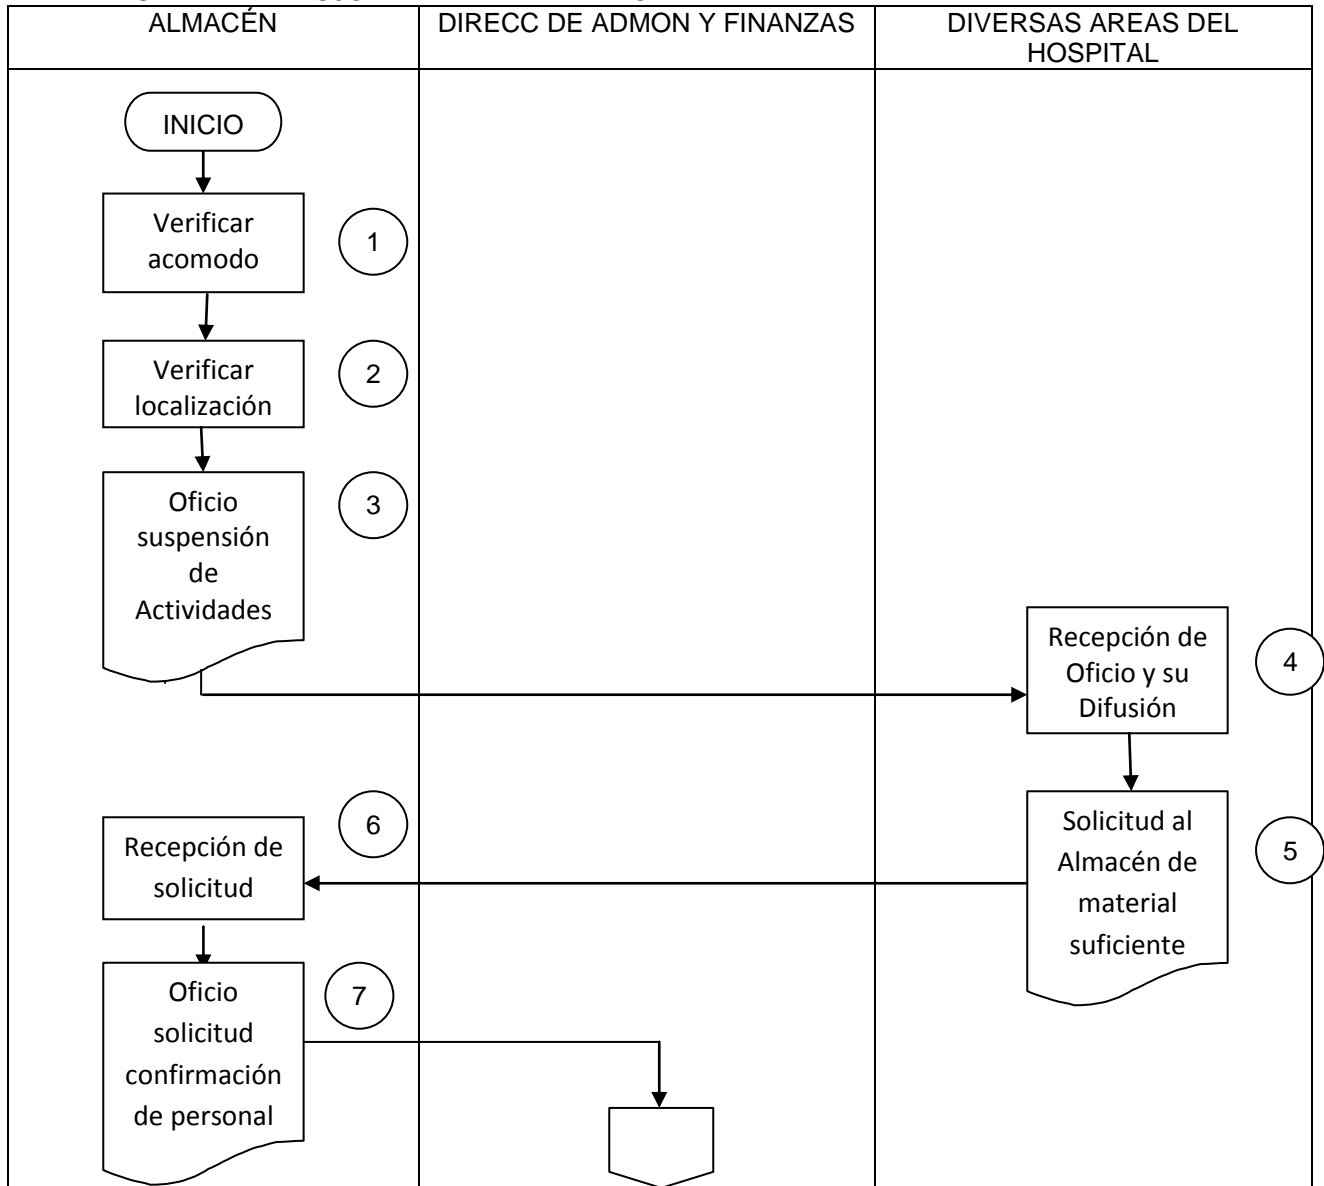 ALMACÉN
DIRECC DE ADMON Y FINANZAS
DIVERSAS AREAS DEL
HOSPITAL
INICIO
Verificar
acomodo
1
Verificar
localización
2
Oficio
suspensión
de
Actividades
3
Recepción de
Oficio y su
Difusión
4
Solicitud al
Almacén de
material
suficiente
5
Recepción de
solicitud
6
Oficio
solicitud
confirmación
de personal
7